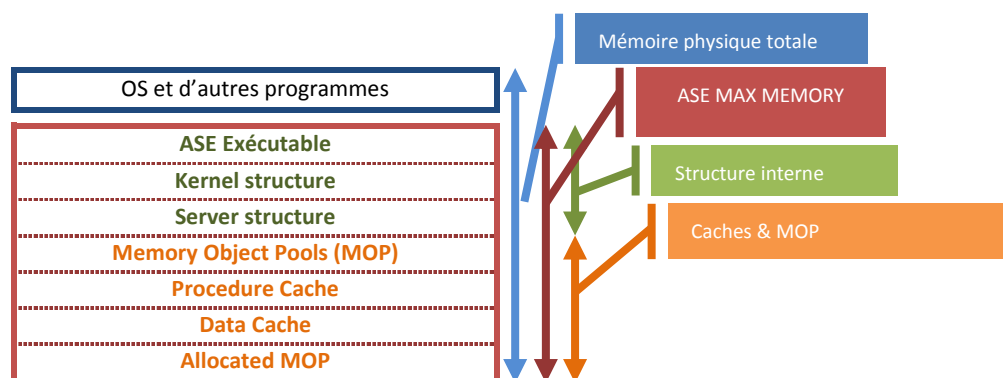 Mémoire physique totale
OS et d'autres programmes
ASE MAX MEMORY
ASE Exécutable
Kernel structure
Structure interne
Server structure
Caches & MOP
Memory Object Pools (MOP)
Procedure Cache
Data Cache
Allocated MOP